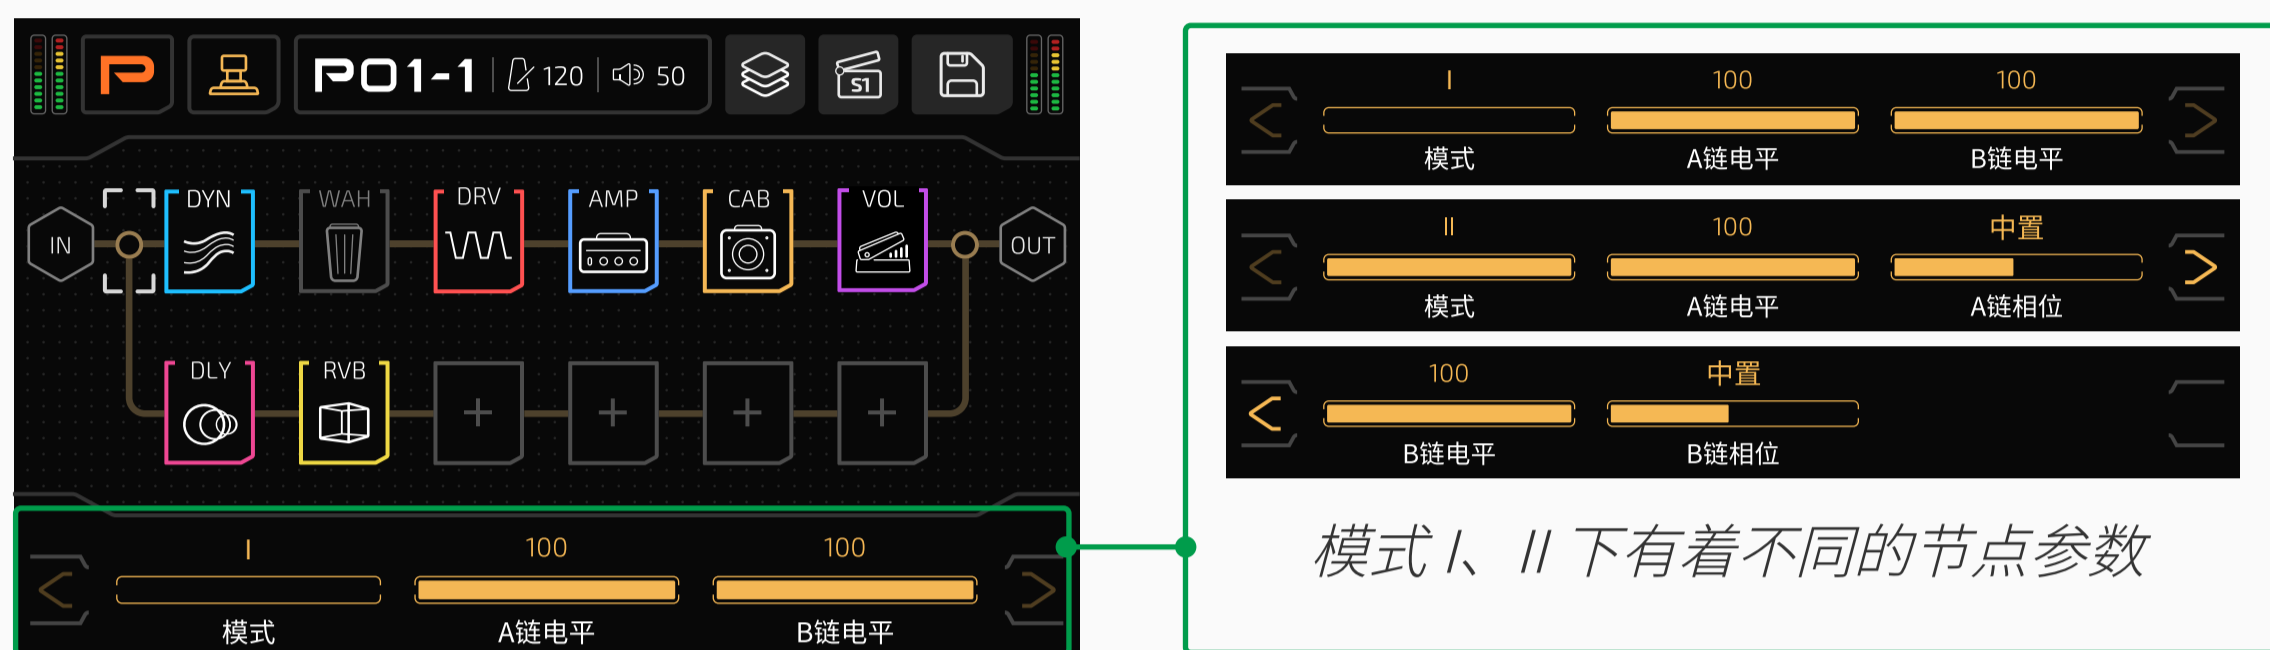 P01-1 120 50 S1
DYN WAH DRV AMP CAB VOL
IN OUT
DLY RVB
I 100 100
模式 A链电平 B链电平
I 100 100
模式 A链电平 B链电平
II 100 中置
模式 A链电平 A链相位
100 中置
B链电平 B链相位
模式 I、II 下有着不同的节点参数